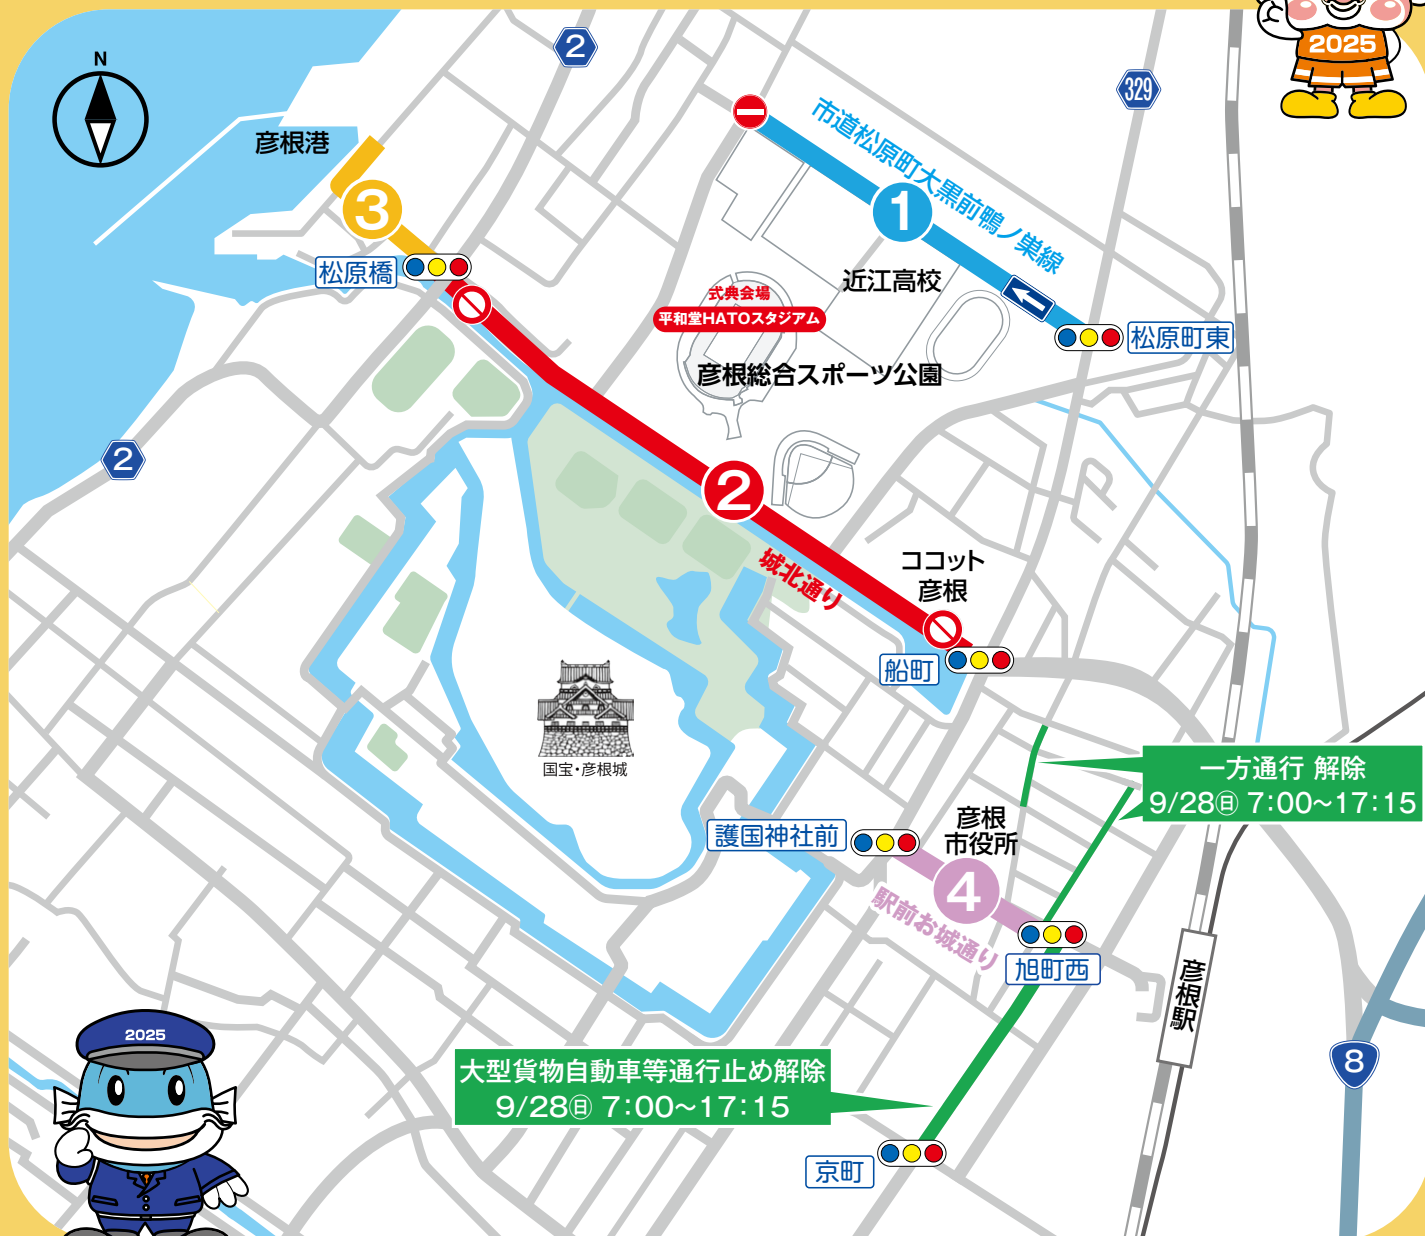 2025
N
2
329
彦根港
市道松原町大黒前鴨ノ巣線
3
1
松原橋
近江高校
式典会場
平和堂HATOスタジアム
松原町東
彦根総合スポーツ公園
2
2
ココット
彦根
城北通り
船町
国宝・彦根城
一方通行 解除
9/28㊐ 7:00～17:15
彦根
市役所
護国神社前
4
駅前お城通り
旭町西
彦根駅
2025
大型貨物自動車等通行止め解除
9/28㊐ 7:00～17:15
8
京町